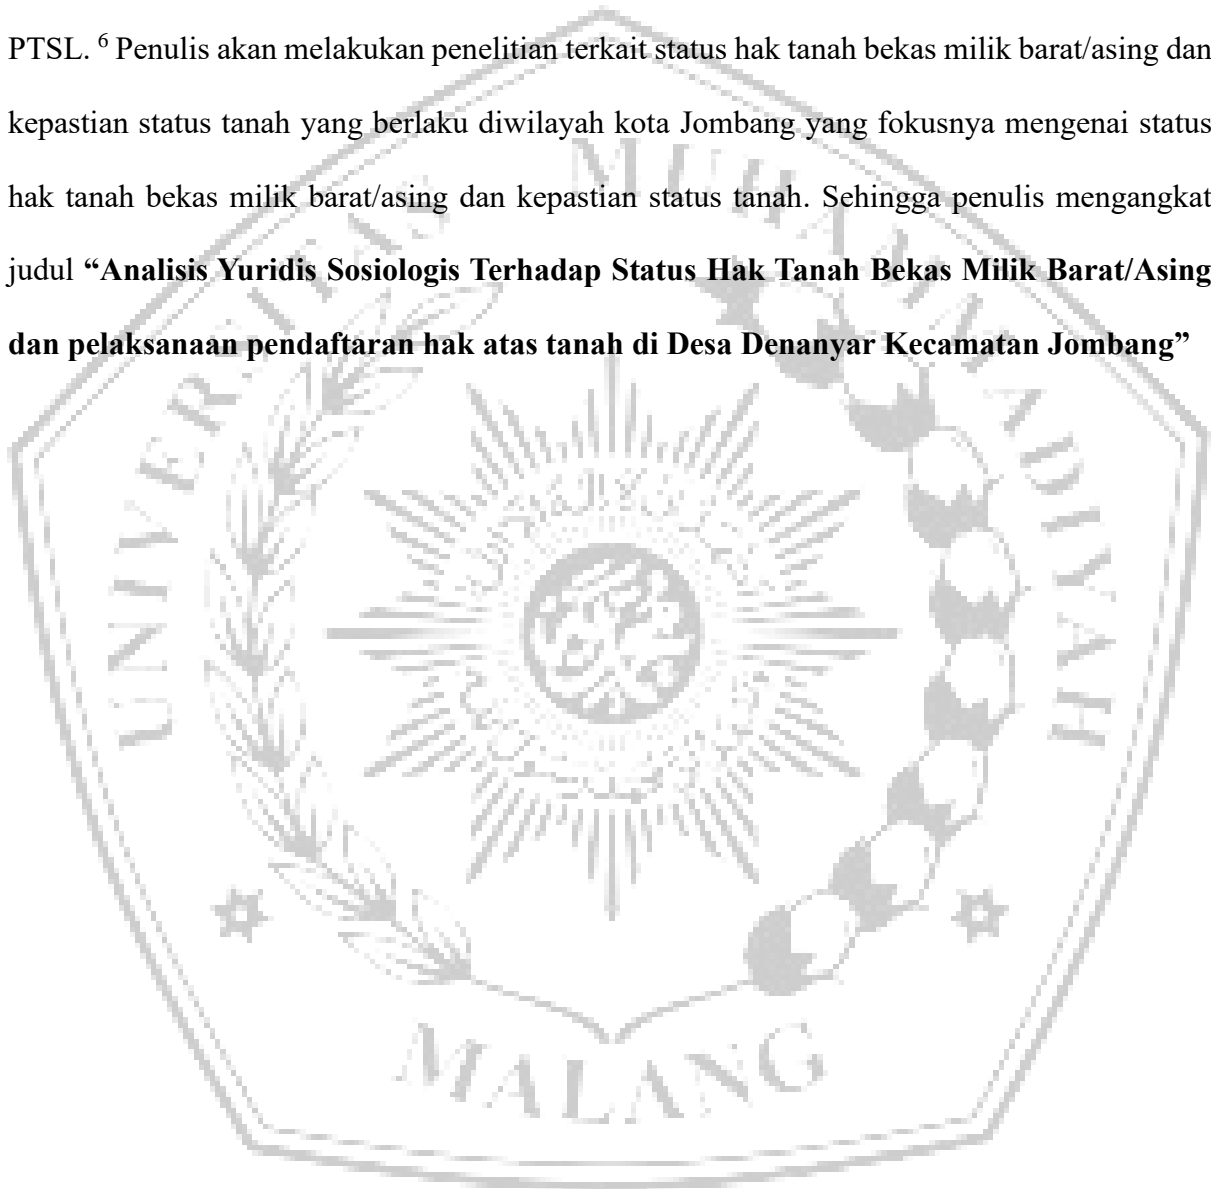 PTSL. ⁶ Penulis akan melakukan penelitian terkait status hak tanah bekas milik barat/asing dan
kepastian status tanah yang berlaku diwilayah kota Jombang yang fokusnya mengenai status
hak tanah bekas milik barat/asing dan kepastian status tanah. Sehingga penulis mengangkat
judul “Analisis Yuridis Sosiologis Terhadap Status Hak Tanah Bekas Milik Barat/Asing
dan pelaksanaan pendaftaran hak atas tanah di Desa Denanyar Kecamatan Jombang”
UNIVERSITAS MUHAMMADIYAH
MALANG